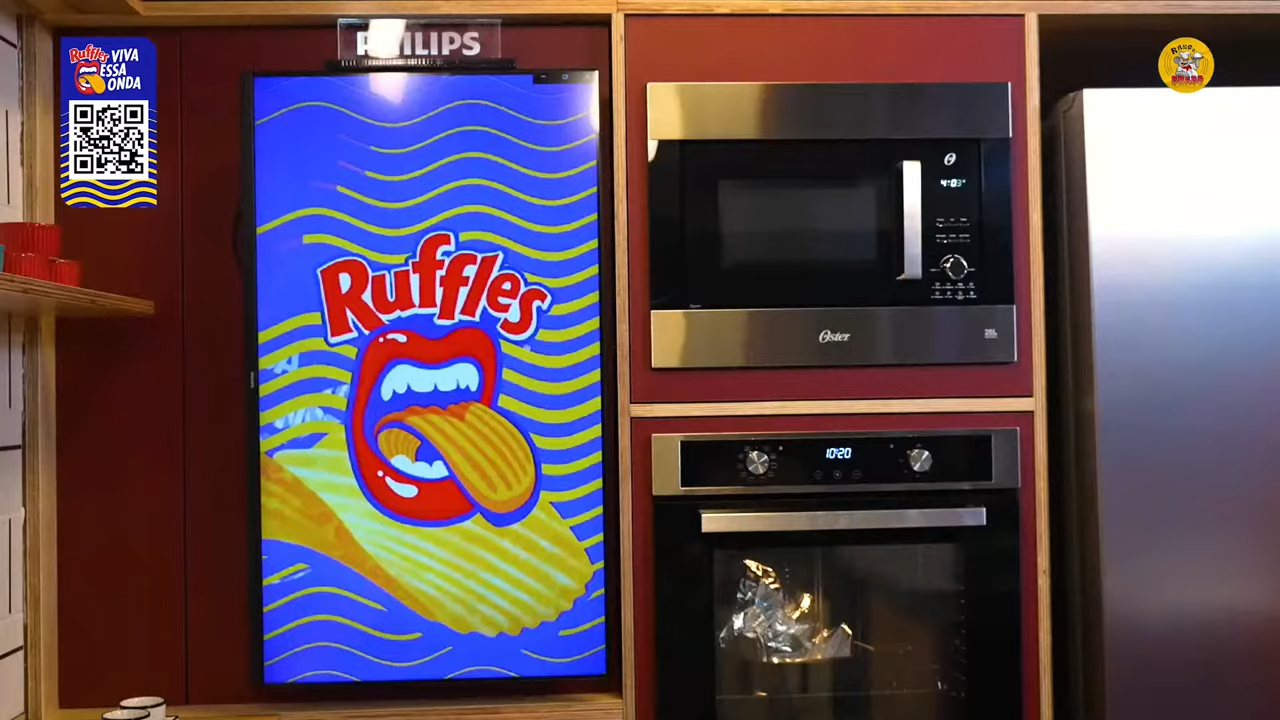 Ruffles VIVA
ESSA
ONDA
PHILIPS
Ruffles
4:03
Oster
10:20